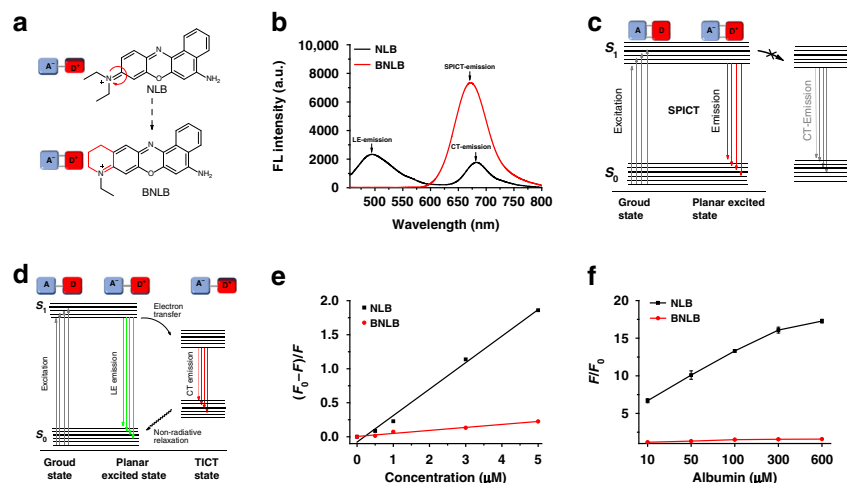 a
A⁻ D⁺
N
N⁺
O
NH₂
NLB
A⁻ D⁺
N
N⁺
O
NH₂
BNLB
b
10,000
8000
6000
4000
2000
0
FL intensity (a.u.)
NLB
BNLB
SPICT-emission
LE-emission
CT-emission
500 550 600 650 700 750 800
Wavelength (nm)
c
A D
A⁻ D⁺
S₁
Excitation
SPICT
Emission
CT-Emission
S₀
Groud
state
Planar excited
state
d
A D
A⁻ D⁺
A⁻ D⁺
S₁
Electron
transfer
Excitation
LE emission
CT emission
Non-radiative
relaxation
S₀
Groud
state
Planar
excited state
TICT
state
e
2.0
1.6
1.2
0.8
0.4
0.0
(F₀−F)/F
NLB
BNLB
0 1 2 3 4 5
Concentration (μM)
f
20
15
10
5
F/F₀
NLB
BNLB
10 50 100 300 600
Albumin (μM)